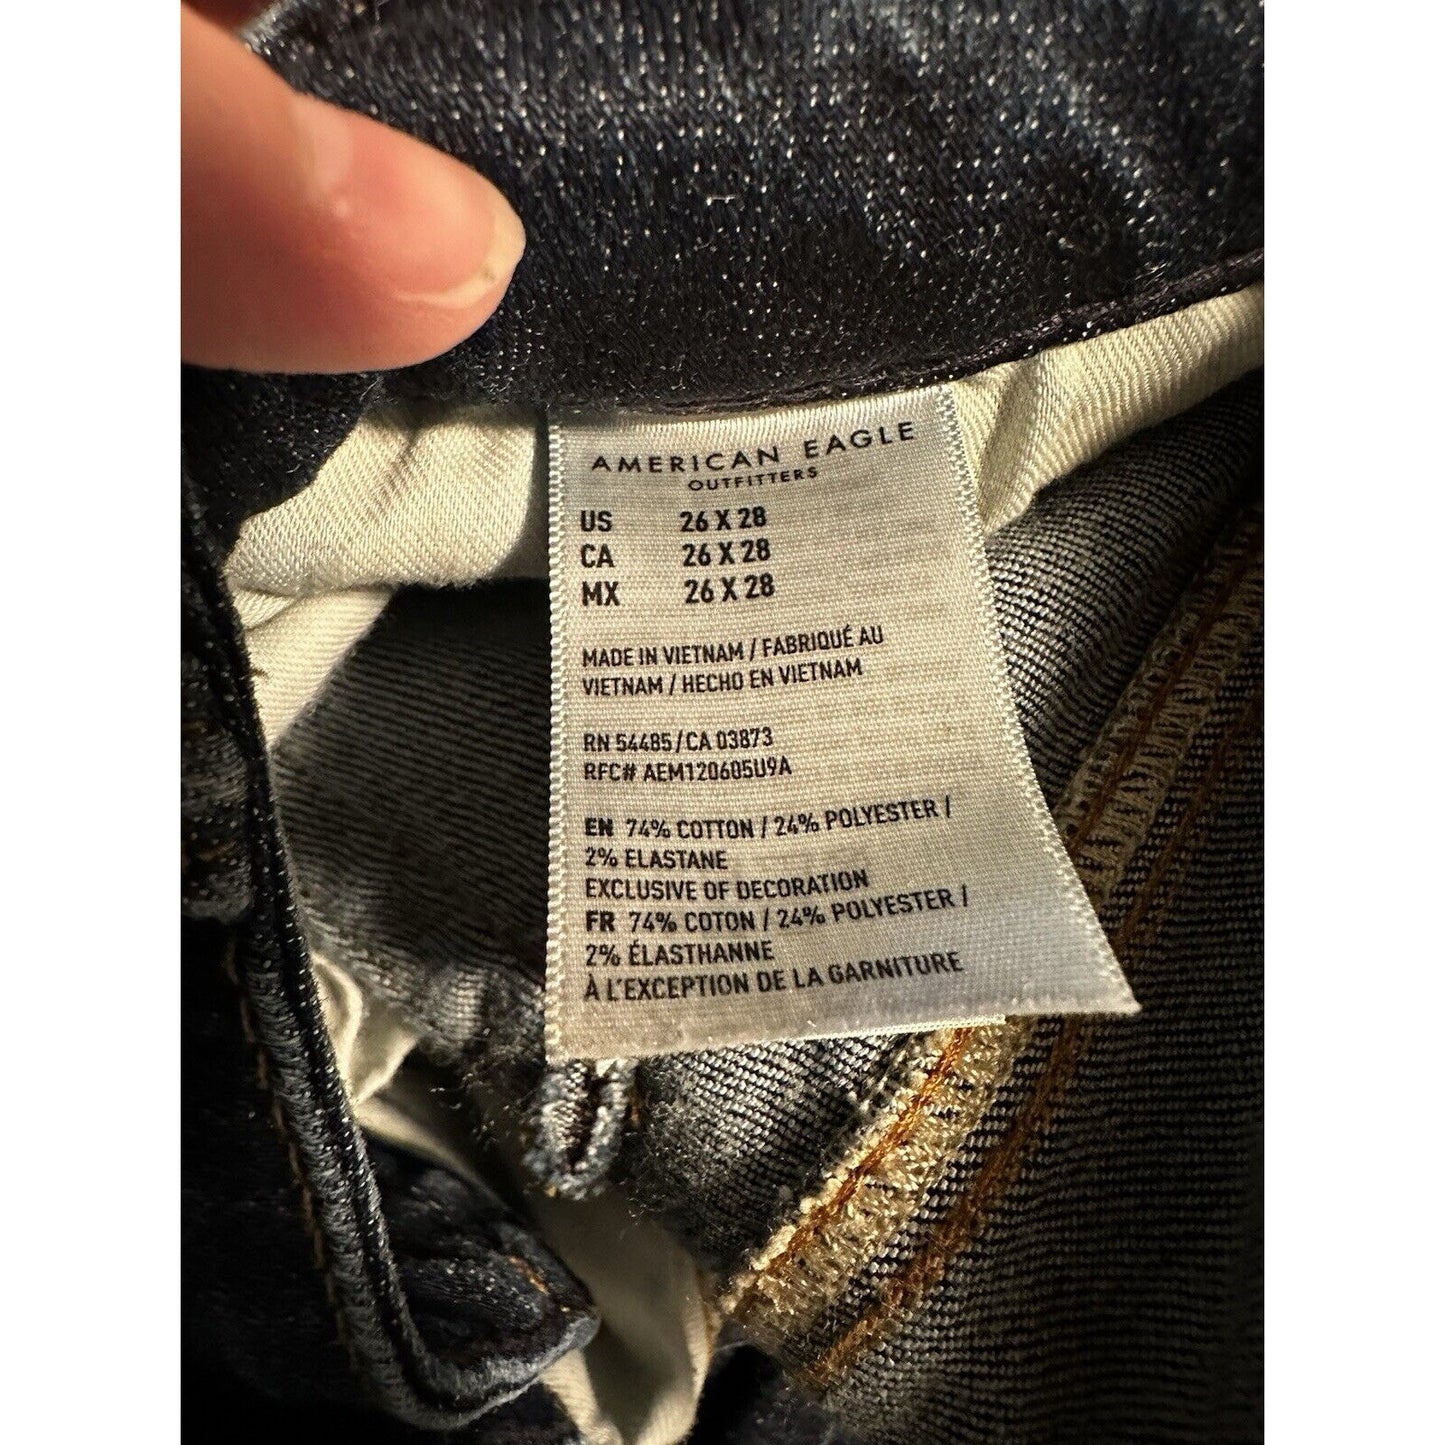 AMERICAN EAGLE
OUTFITTERS
US 26 X 28
CA 26 X 28
MX 26 X 28
MADE IN VIETNAM / FABRIQUÉ AU
VIETNAM / HECHO EN VIETNAM
RN 54485/CA 03873
RFC# AEM120605U9A
EN 74% COTTON / 24% POLYESTER /
2% ELASTANE
EXCLUSIVE OF DECORATION
FR 74% COTON / 24% POLYESTER /
2% ÉLASTHANNE
À L'EXCEPTION DE LA GARNITURE